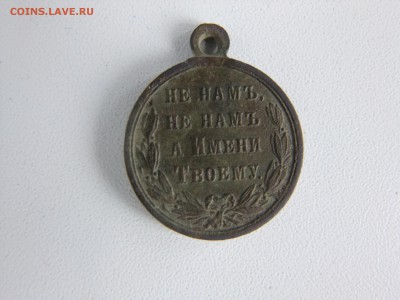 COINS.LAVE.RU
НЕ НАМЪ.
НЕ НАМЪ
А ИМЕНИ
ТВОЕМУ.